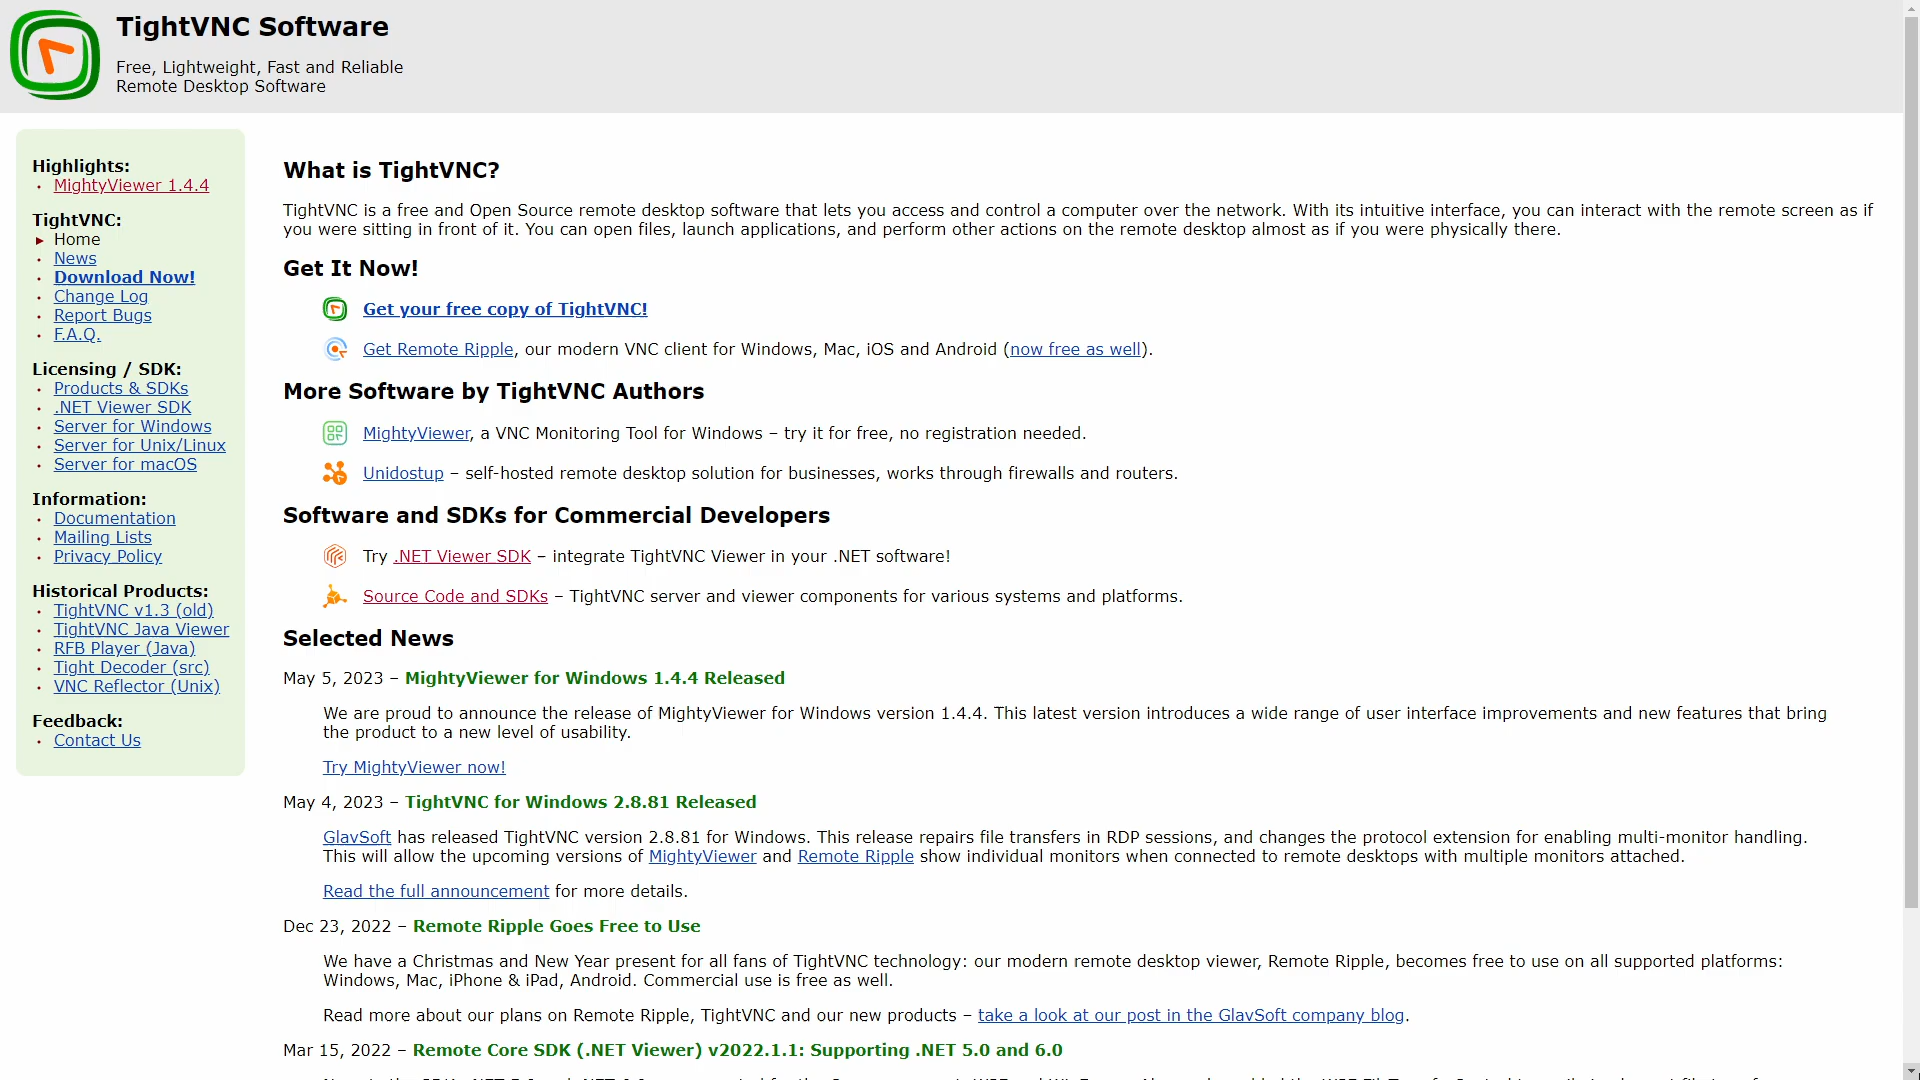 TightVNC Software
Free, Lightweight, Fast and Reliable
Remote Desktop Software
Highlights:
MightyViewer 1.4.4
TightVNC:
Home
News
Download Now!
Change Log
Report Bugs
F.A.Q.
Licensing / SDK:
Products & SDKs
.NET Viewer SDK
Server for Windows
Server for Unix/Linux
Server for macOS
Information:
Documentation
Mailing Lists
Privacy Policy
Historical Products:
TightVNC v1.3 (old)
TightVNC Java Viewer
RFB Player (Java)
Tight Decoder (src)
VNC Reflector (Unix)
Feedback:
Contact Us
What is TightVNC?
TightVNC is a free and Open Source remote desktop software that lets you access and control a computer over the network. With its intuitive interface, you can interact with the remote screen as if
you were sitting in front of it. You can open files, launch applications, and perform other actions on the remote desktop almost as if you were physically there.
Get It Now!
Get your free copy of TightVNC!
Get Remote Ripple, our modern VNC client for Windows, Mac, iOS and Android (now free as well).
More Software by TightVNC Authors
MightyViewer, a VNC Monitoring Tool for Windows – try it for free, no registration needed.
Unidostup – self-hosted remote desktop solution for businesses, works through firewalls and routers.
Software and SDKs for Commercial Developers
Try .NET Viewer SDK – integrate TightVNC Viewer in your .NET software!
Source Code and SDKs – TightVNC server and viewer components for various systems and platforms.
Selected News
May 5, 2023 – MightyViewer for Windows 1.4.4 Released
We are proud to announce the release of MightyViewer for Windows version 1.4.4. This latest version introduces a wide range of user interface improvements and new features that bring
the product to a new level of usability.
Try MightyViewer now!
May 4, 2023 – TightVNC for Windows 2.8.81 Released
GlavSoft has released TightVNC version 2.8.81 for Windows. This release repairs file transfers in RDP sessions, and changes the protocol extension for enabling multi-monitor handling.
This will allow the upcoming versions of MightyViewer and Remote Ripple show individual monitors when connected to remote desktops with multiple monitors attached.
Read the full announcement for more details.
Dec 23, 2022 – Remote Ripple Goes Free to Use
We have a Christmas and New Year present for all fans of TightVNC technology: our modern remote desktop viewer, Remote Ripple, becomes free to use on all supported platforms:
Windows, Mac, iPhone & iPad, Android. Commercial use is free as well.
Read more about our plans on Remote Ripple, TightVNC and our new products – take a look at our post in the GlavSoft company blog.
Mar 15, 2022 – Remote Core SDK (.NET Viewer) v2022.1.1: Supporting .NET 5.0 and 6.0